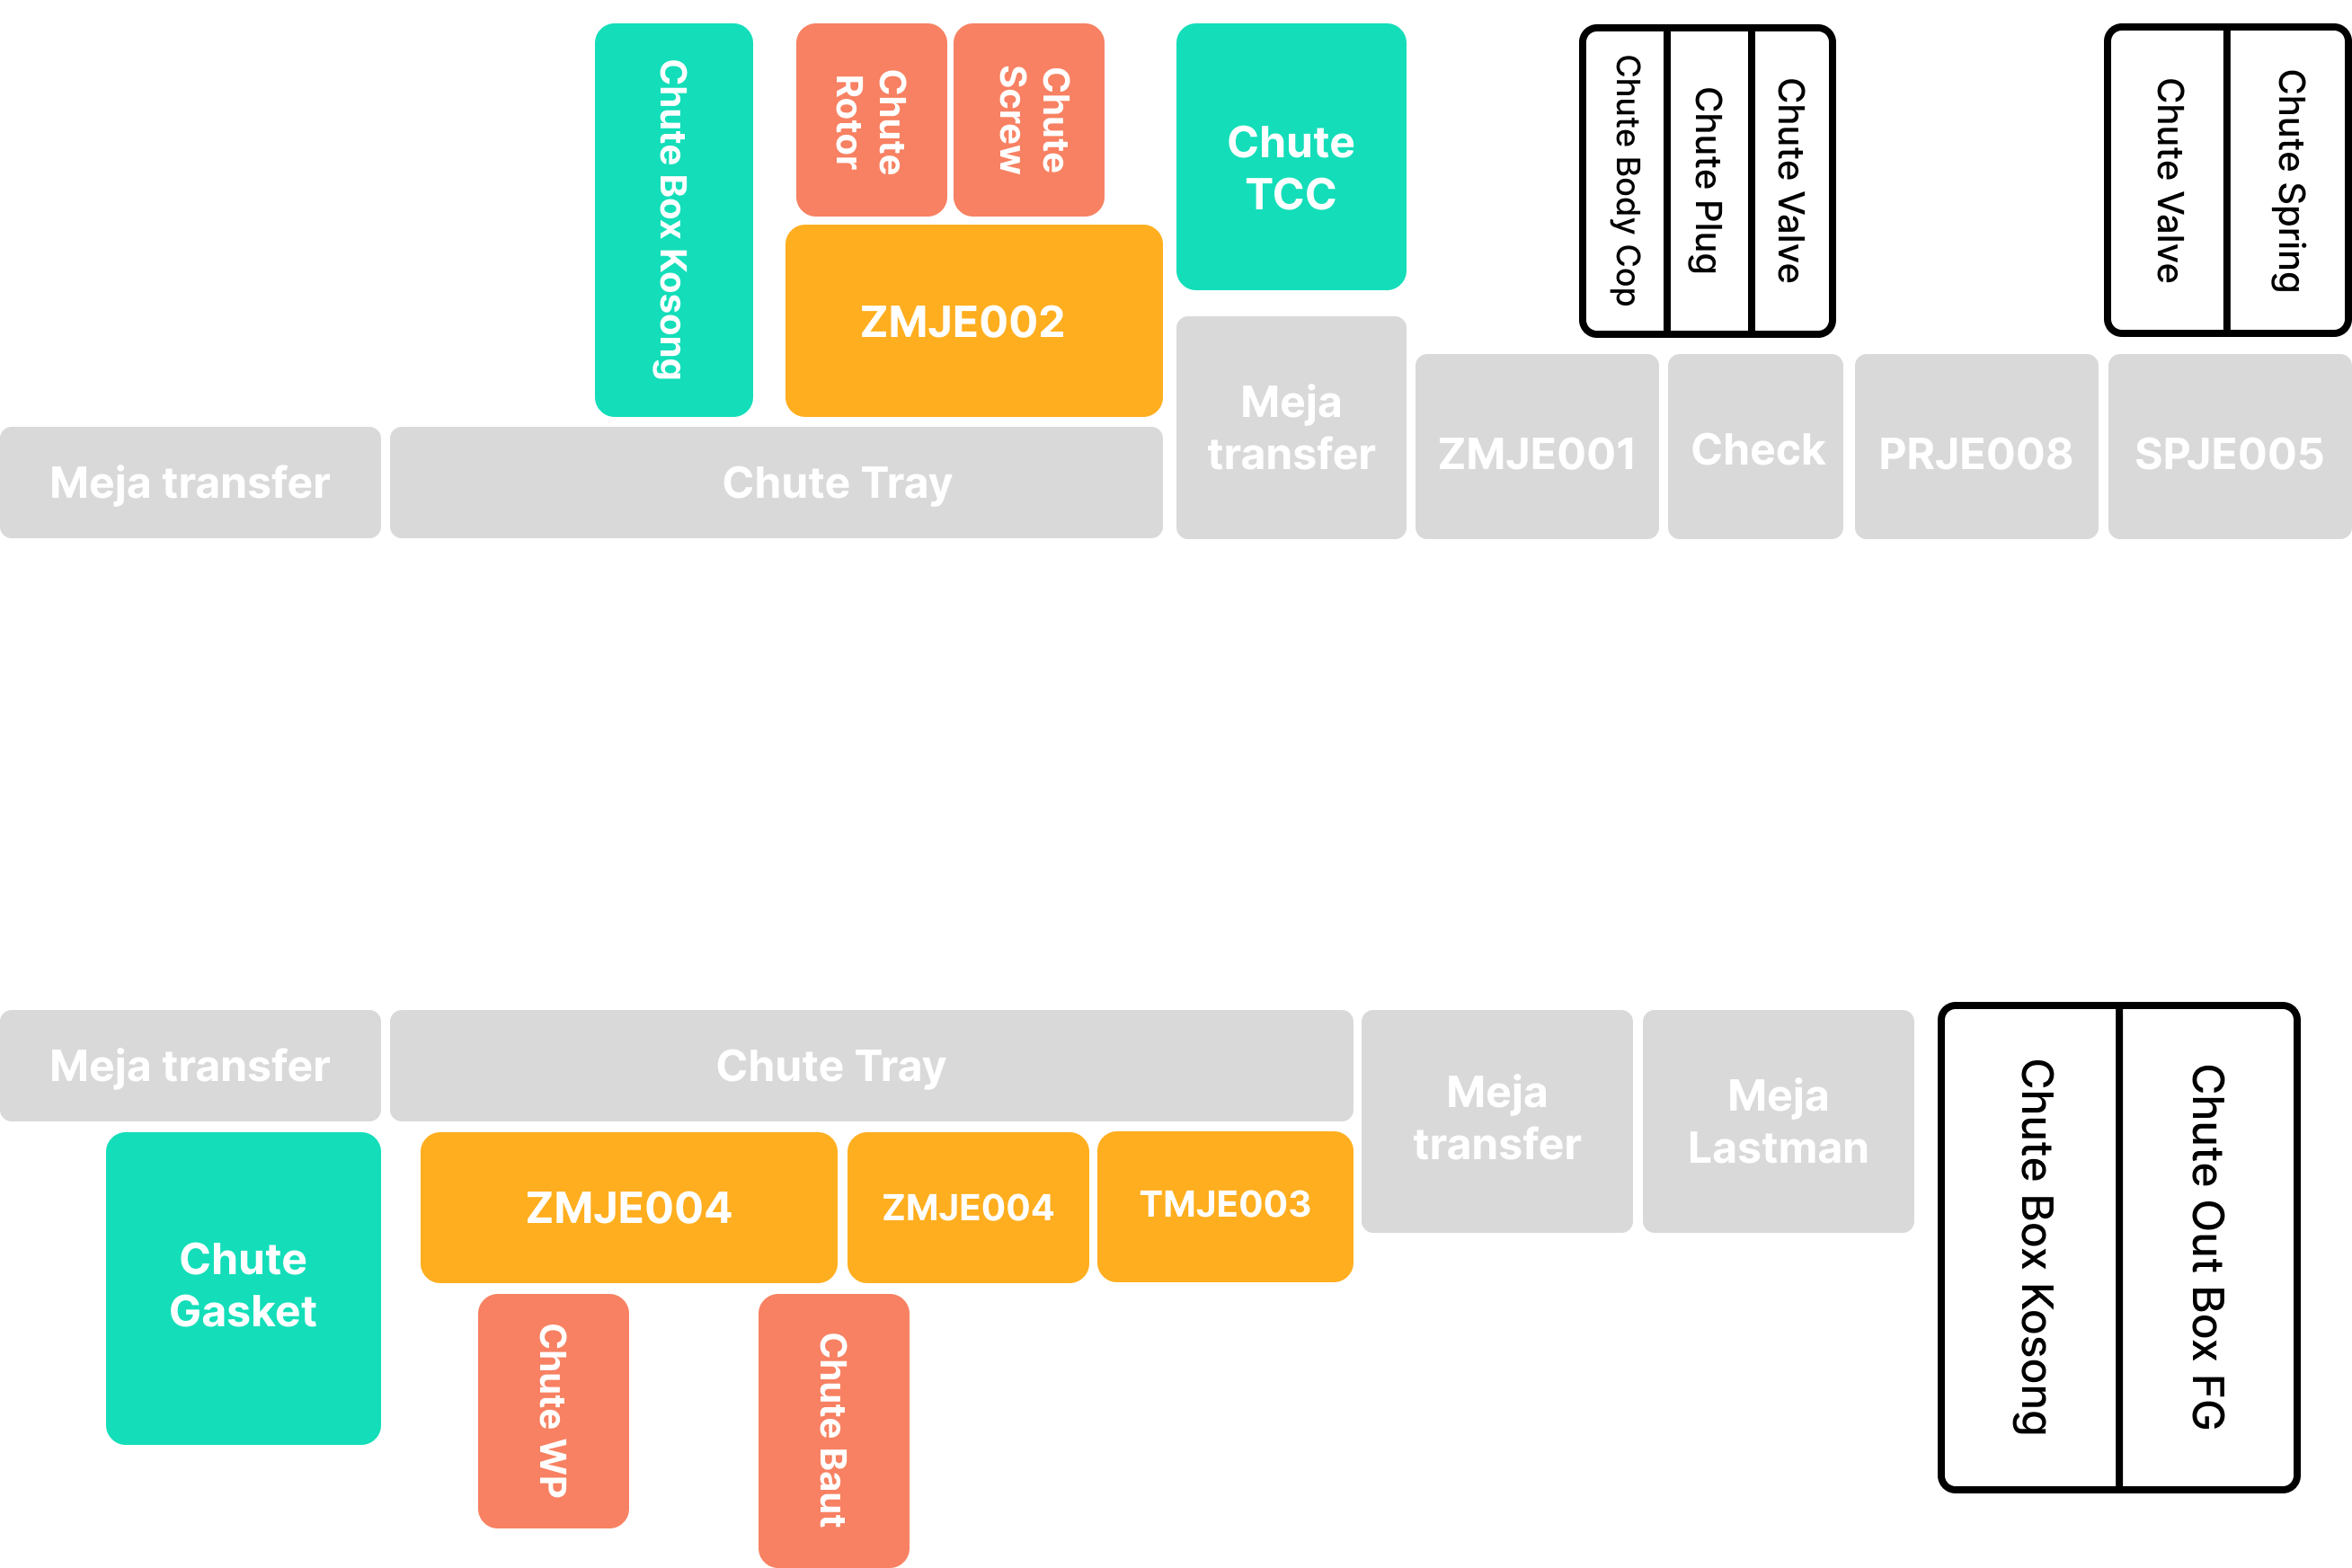 Chute Box Kosong
Chute
Rotor
Chute
Screw
ZMJE002
Chute
TCC
Chute Body Cop
Chute Plug
Chute Valve
Chute Valve
Chute Spring
Meja transfer
Chute Tray
Meja
transfer
ZMJE001
Check
PRJE008
SPJE005
Meja transfer
Chute Tray
Meja
transfer
Meja
Lastman
Chute Box Kosong
Chute Out Box FG
Chute
Gasket
ZMJE004
ZMJE004
TMJE003
Chute WP
Chute Baut